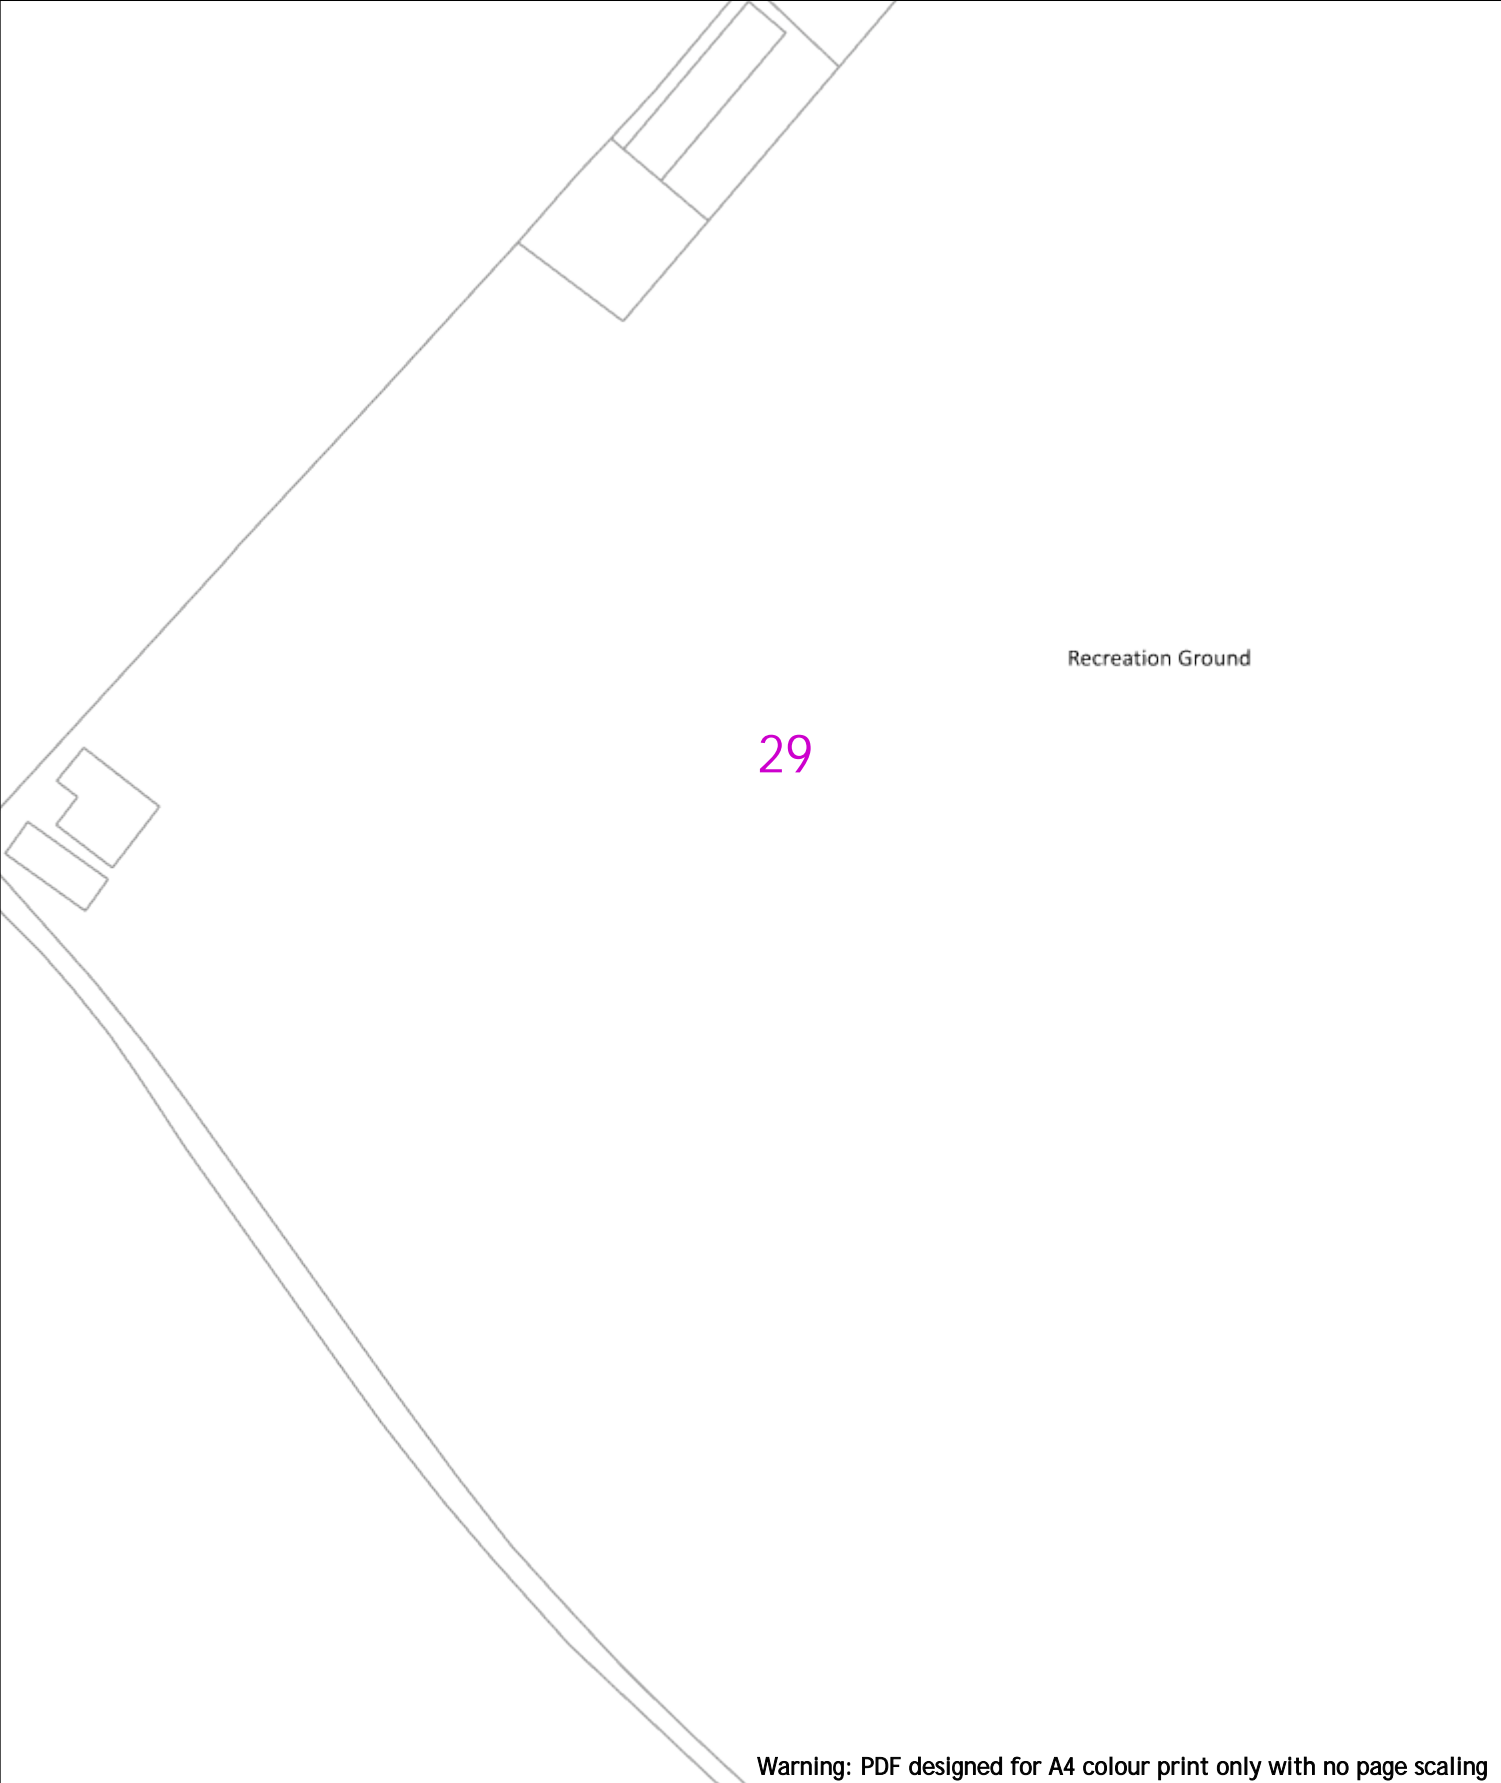 Recreation Ground
29
Warning: PDF designed for A4 colour print only with no page scaling